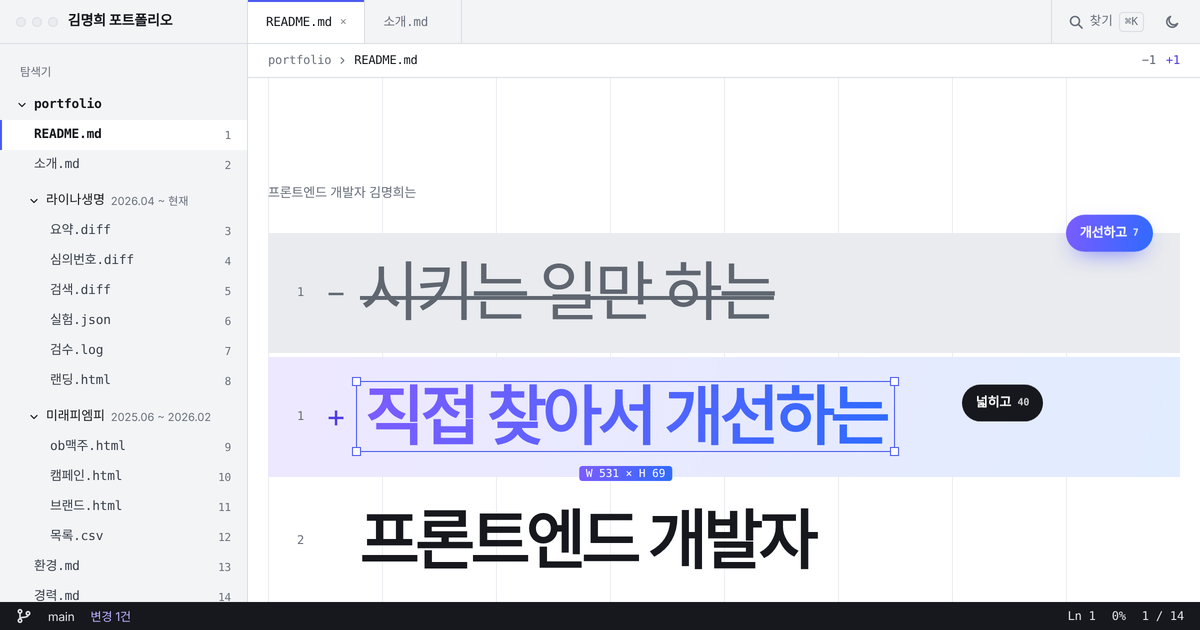 김명희 포트폴리오
README.md ×
소개.md
찾기 ⌘K
탐색기
portfolio
README.md 1
소개.md 2
라이나생명 2026.04 ~ 현재
요약.diff 3
심의번호.diff 4
검색.diff 5
실험.json 6
검수.log 7
랜딩.html 8
미래피엠피 2025.06 ~ 2026.02
ob맥주.html 9
캠페인.html 10
브랜드.html 11
목록.csv 12
환경.md 13
경력.md 14
portfolio › README.md
−1 +1
프론트엔드 개발자 김명희는
개선하고 7
1 − 시키는 일만 하는
1 + 직접 찾아서 개선하는
넓히고 40
W 531 × H 69
2 프론트엔드 개발자
main 변경 1건
Ln 1 0% 1 / 14